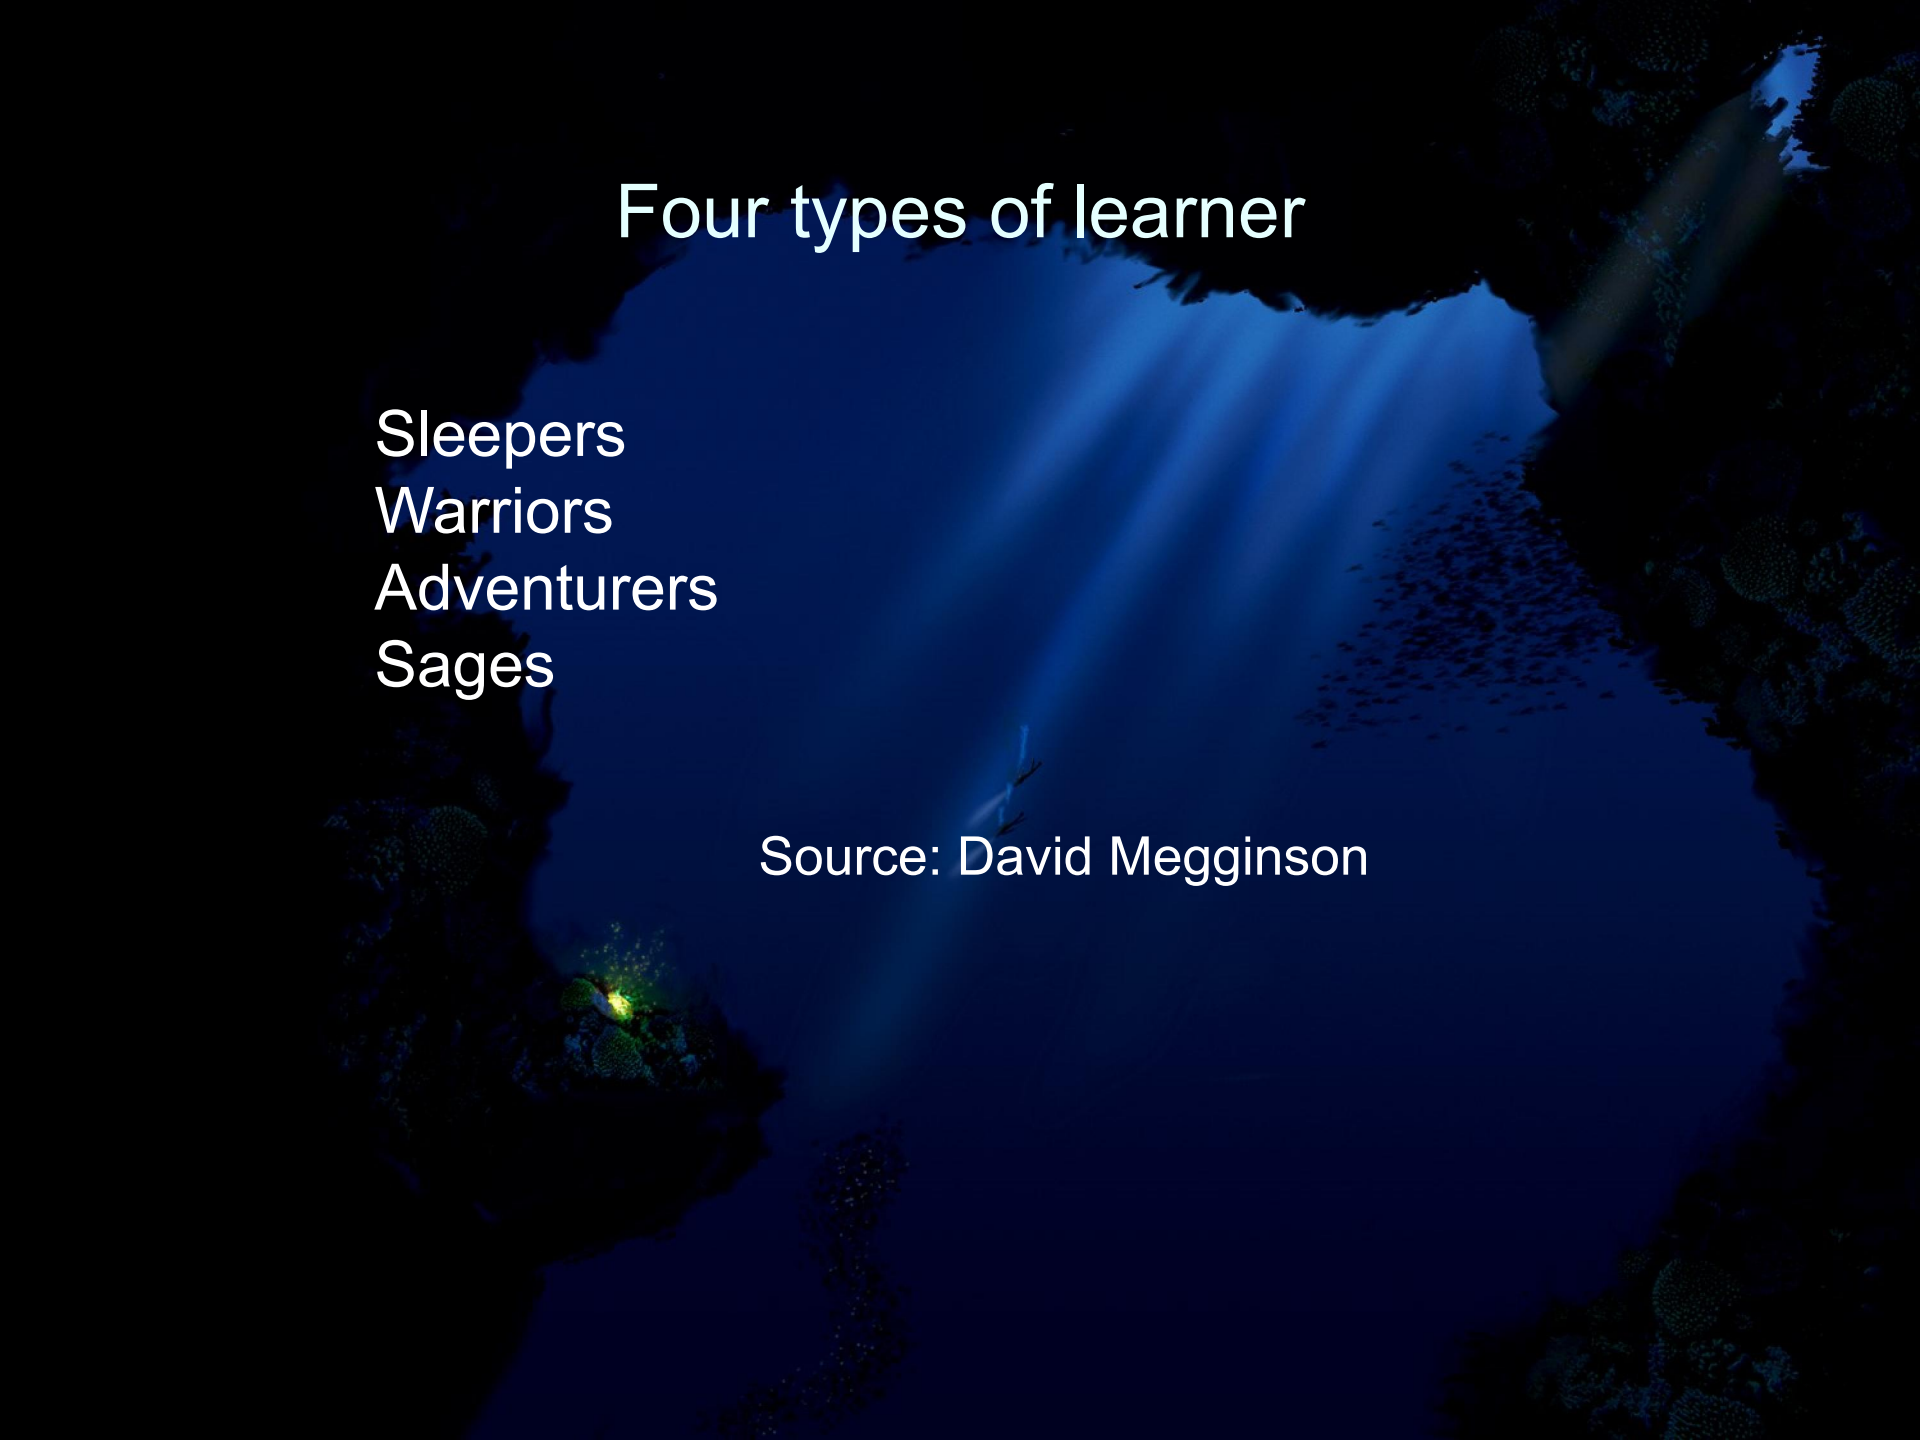 Four types of learner
Sleepers
Warriors
Adventurers
Sages
Source: David Megginson